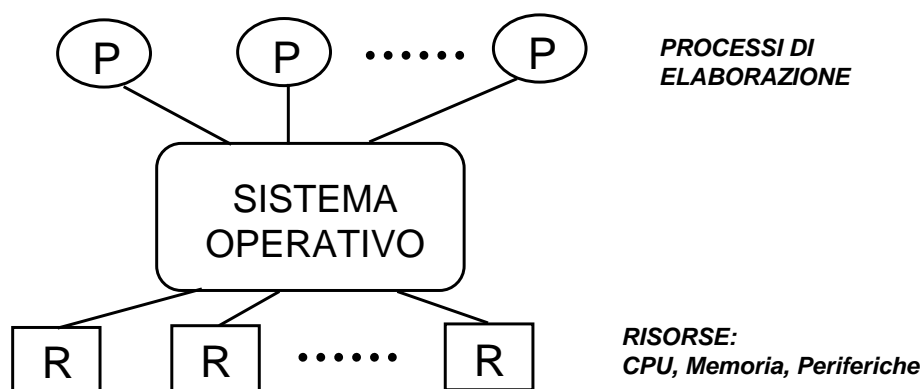 P P P
PROCESSI DI
ELABORAZIONE
SISTEMA
OPERATIVO
R R R
RISORSE:
CPU, Memoria, Periferiche